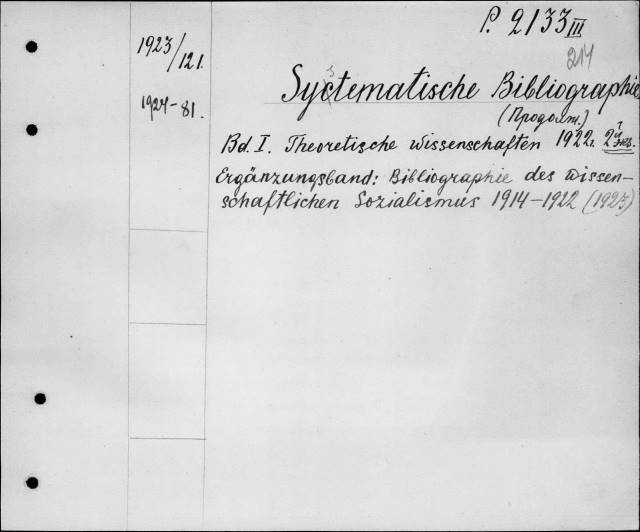 P. 2133 III
214
1923/121.
1924-81.
Systematische Bibliographie
(Продолж.)
Bd. I. Theoretische Wissenschaften 1922г. 2 экз.
Ergänzungsband: Bibliographie des wissen-
schaftlichen Sozialismus 1914-1922 (1923)